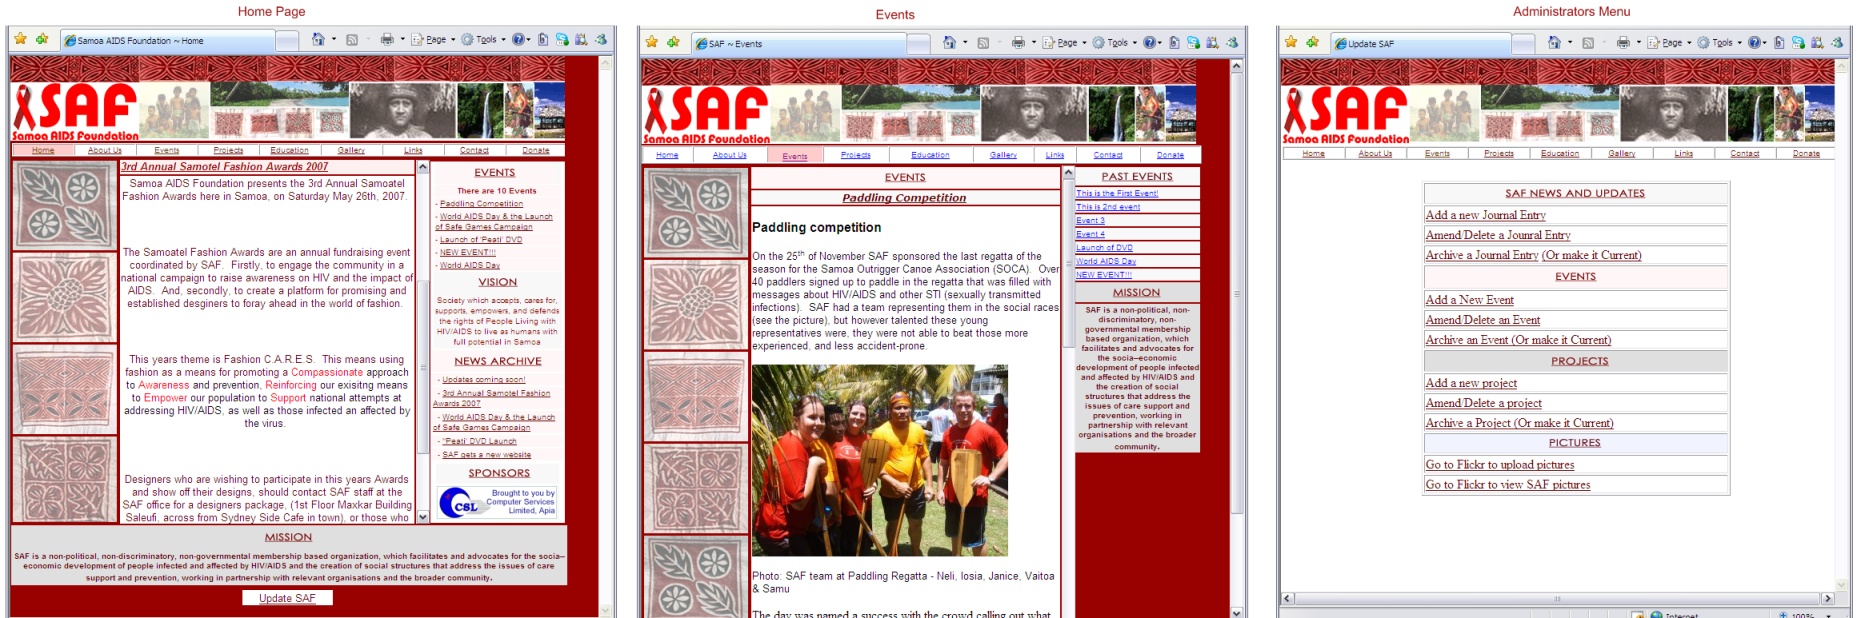 Home Page
Samoa AIDS Foundation ~ Home
Page
Tools
SAF
Samoa AIDS Foundation
Home
About Us
Events
Projects
Education
Gallery
Links
Contact
Donate
3rd Annual Samotel Fashion Awards 2007
Samoa AIDS Foundation presents the 3rd Annual Samoatel
Fashion Awards here in Samoa, on Saturday May 26th, 2007.
The Samoatel Fashion Awards are an annual fundraising event
coordinated by SAF.  Firstly, to engage the community in a
national campaign to raise awareness on HIV and the impact of
AIDS.  And, secondly, to create a platform for promising and
established desginers to foray ahead in the world of fashion.
This years theme is Fashion C.A.R.E.S.  This means using
fashion as a means for promoting a Compassionate approach
to Awareness and prevention, Reinforcing our exisitng means
to Empower our population to Support national attempts at
addressing HIV/AIDS, as well as those infected an affected by
the virus.
Designers who are wishing to participate in this years Awards
and show off their designs, should contact SAF staff at the
SAF office for a designers package, (1st Floor Maxkar Building
Saleufi, across from Sydney Side Cafe in town), or those who
EVENTS
There are 10 Events
- Paddling Competition
- World AIDS Day & the Launch
of Safe Games Campaign
- Launch of 'Peati' DVD
- NEW EVENT!!!
- World AIDS Day
VISION
Society which accepts, cares for,
supports, empowers, and defends
the rights of People Living with
HIV/AIDS to live as humans with
full potential in Samoa
NEWS ARCHIVE
- Updates coming soon!
- 3rd Annual Samotel Fashion
Awards 2007
- World AIDS Day & the Launch
of Safe Games Campaign
- 'Peati' DVD Launch
- SAF gets a new website
SPONSORS
CSL
Brought to you by
Computer Services
Limited, Apia
MISSION
SAF is a non-political, non-discriminatory, non-governmental membership based organization, which facilitates and advocates for the socia–
economic development of people infected and affected by HIV/AIDS and the creation of social structures that address the issues of care
support and prevention, working in partnership with relevant organisations and the broader community.
Update SAF
Events
SAF ~ Events
Page
Tools
SAF
Samoa AIDS Foundation
Home
About Us
Events
Projects
Education
Gallery
Links
Contact
Donate
EVENTS
Paddling Competition
Paddling competition
On the 25th of November SAF sponsored the last regatta of the
season for the Samoa Outrigger Canoe Association (SOCA).  Over
40 paddlers signed up to paddle in the regatta that was filled with
messages about HIV/AIDS and other STI (sexually transmitted
infections).  SAF had a team representing them in the social races
(see the picture), but however talented these young
representatives were, they were not able to beat those more
experienced, and less accident-prone.
Photo: SAF team at Paddling Regatta - Neli, Iosia, Janice, Vaitoa
& Samu
The day was named a success with the crowd calling out what
PAST EVENTS
This is the First Event!
This is 2nd event
Event 3
Event 4
Launch of DVD
World AIDS Day
NEW EVENT!!!
MISSION
SAF is a non-political, non-
discriminatory, non-
governmental membership
based organization, which
facilitates and advocates for
the socia–economic
development of people infected
and affected by HIV/AIDS and
the creation of social
structures that address the
issues of care support and
prevention, working in
partnership with relevant
organisations and the broader
community.
Administrators Menu
Update SAF
Page
Tools
SAF
Samoa AIDS Foundation
Home
About Us
Events
Projects
Education
Gallery
Links
Contact
Donate
SAF NEWS AND UPDATES
Add a new Journal Entry
Amend/Delete a Jounral Entry
Archive a Journal Entry (Or make it Current)
EVENTS
Add a New Event
Amend/Delete an Event
Archive an Event (Or make it Current)
PROJECTS
Add a new project
Amend/Delete a project
Archive a Project (Or make it Current)
PICTURES
Go to Flickr to upload pictures
Go to Flickr to view SAF pictures
Internet
100%